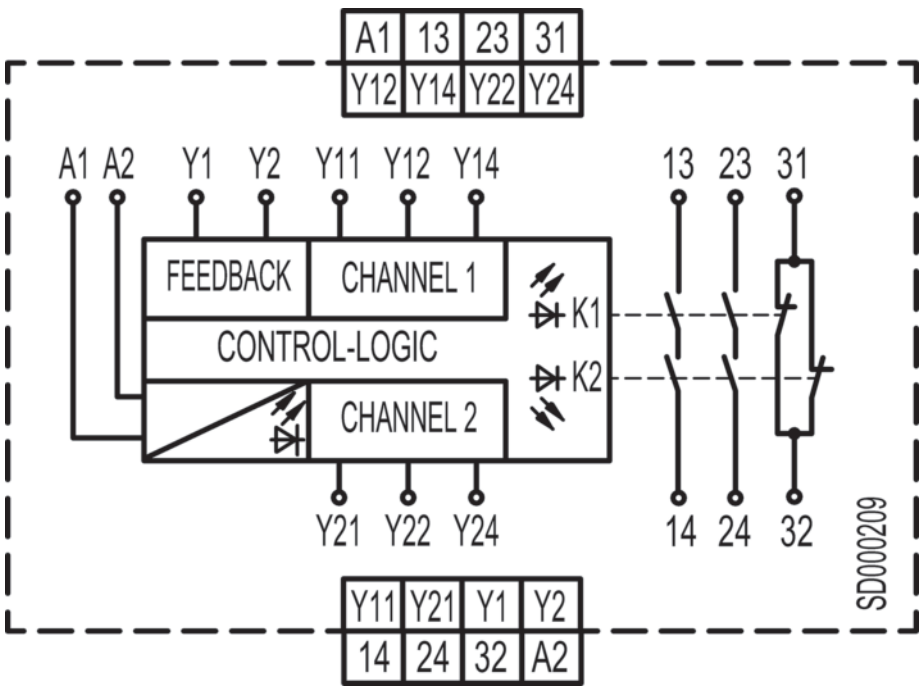 A1 13 23 31
Y12 Y14 Y22 Y24
A1 A2 Y1 Y2 Y11 Y12 Y14 13 23 31
FEEDBACK CHANNEL 1
K1
CONTROL-LOGIC
K2
CHANNEL 2
Y21 Y22 Y24 14 24 32
SD000209
Y11 Y21 Y1 Y2
14 24 32 A2